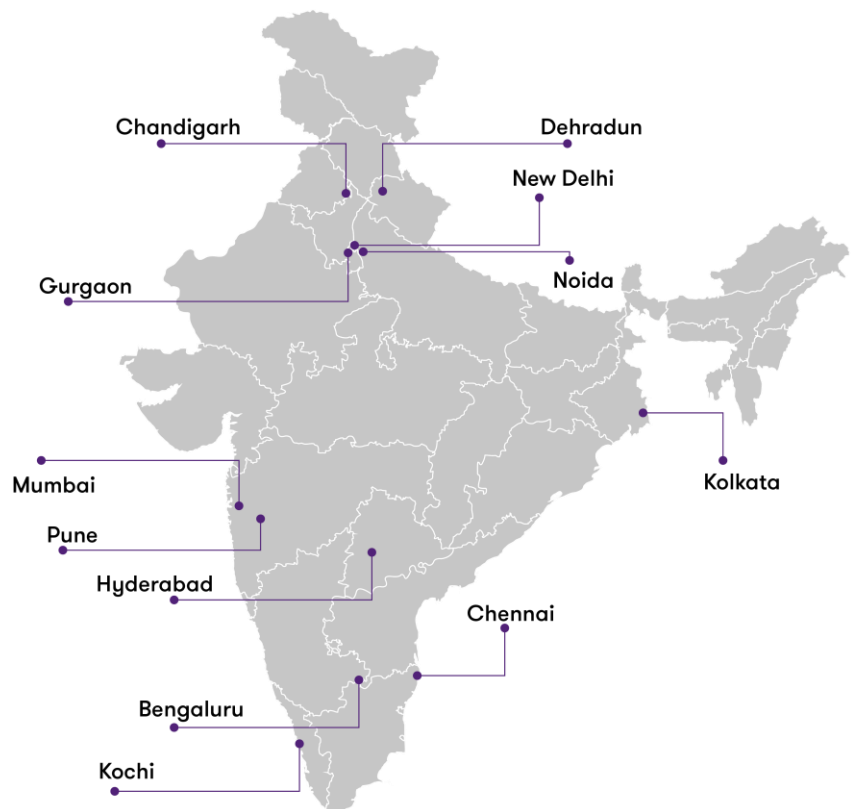 Chandigarh
Dehradun
New Delhi
Noida
Gurgaon
Mumbai
Kolkata
Pune
Hyderabad
Chennai
Bengaluru
Kochi